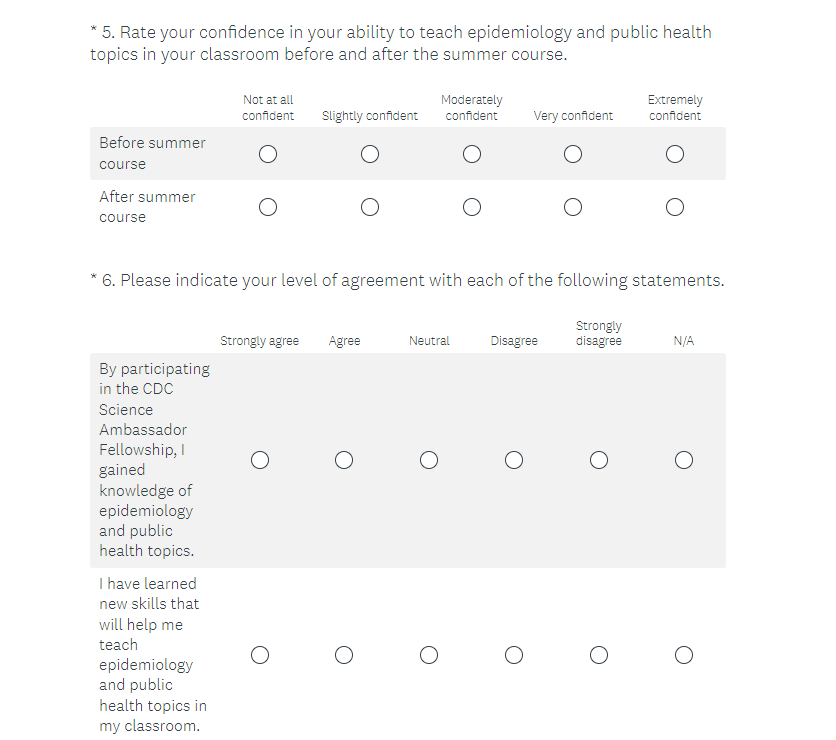 * 5. Rate your confidence in your ability to teach epidemiology and public health
topics in your classroom before and after the summer course.
Not at all
confident
Slightly confident
Moderately
confident
Very confident
Extremely
confident
Before summer
course
After summer
course
* 6. Please indicate your level of agreement with each of the following statements.
Strongly agree
Agree
Neutral
Disagree
Strongly
disagree
N/A
By participating
in the CDC
Science
Ambassador
Fellowship, I
gained
knowledge of
epidemiology
and public
health topics.
I have learned
new skills that
will help me
teach
epidemiology
and public
health topics in
my classroom.